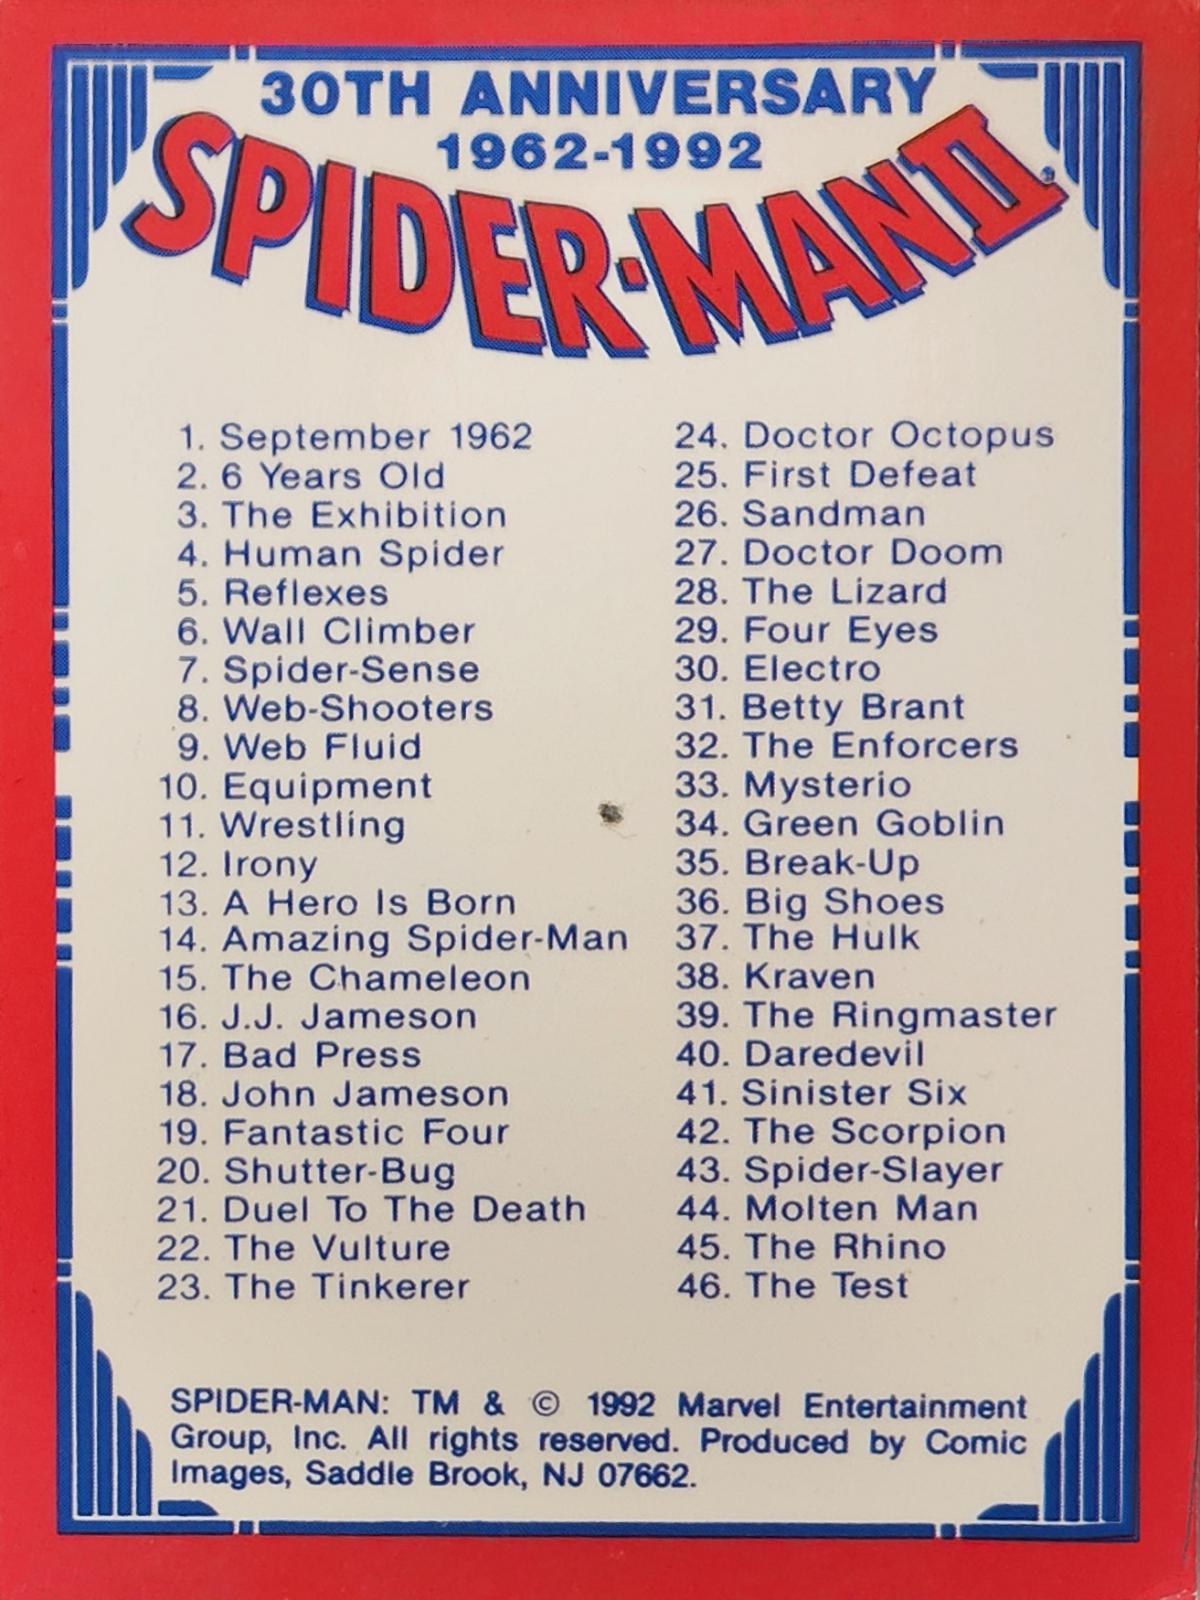 30TH ANNIVERSARY
1962-1992
SPIDER-MAN II®
1. September 1962
2. 6 Years Old
3. The Exhibition
4. Human Spider
5. Reflexes
6. Wall Climber
7. Spider-Sense
8. Web-Shooters
9. Web Fluid
10. Equipment
11. Wrestling
12. Irony
13. A Hero Is Born
14. Amazing Spider-Man
15. The Chameleon
16. J.J. Jameson
17. Bad Press
18. John Jameson
19. Fantastic Four
20. Shutter-Bug
21. Duel To The Death
22. The Vulture
23. The Tinkerer
24. Doctor Octopus
25. First Defeat
26. Sandman
27. Doctor Doom
28. The Lizard
29. Four Eyes
30. Electro
31. Betty Brant
32. The Enforcers
33. Mysterio
34. Green Goblin
35. Break-Up
36. Big Shoes
37. The Hulk
38. Kraven
39. The Ringmaster
40. Daredevil
41. Sinister Six
42. The Scorpion
43. Spider-Slayer
44. Molten Man
45. The Rhino
46. The Test
SPIDER-MAN: TM & © 1992 Marvel Entertainment
Group, Inc. All rights reserved. Produced by Comic
Images, Saddle Brook, NJ 07662.